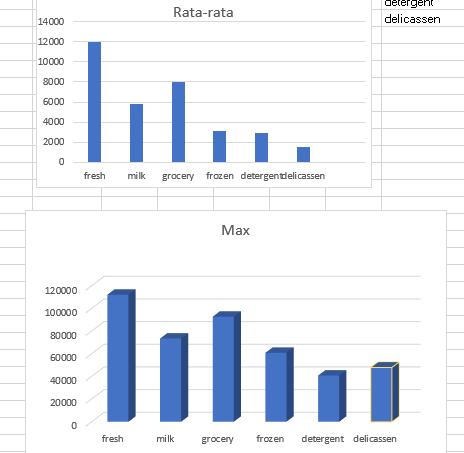 detergent
delicassen
Rata-rata
14000
12000
10000
8000
6000
4000
2000
0
fresh milk grocery frozen detergent delicassen
Max
120000
100000
80000
60000
40000
20000
0
fresh milk grocery frozen detergent delicassen